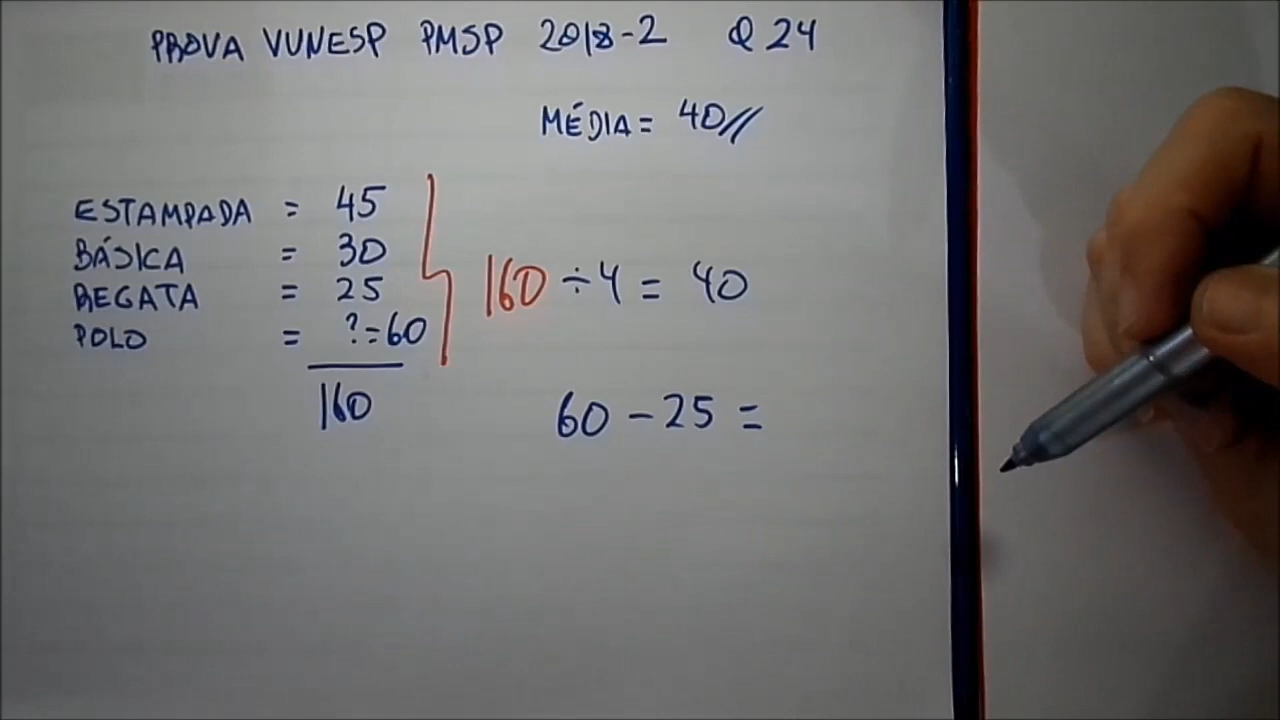 PROVA VUNESP PMSP 2018-2 Q 24
MÉDIA = 40//
ESTAMPADA = 45
BÁSICA = 30
REGATA = 25
POLO = ?=60
160
160 ÷ 4 = 40
60 - 25 =